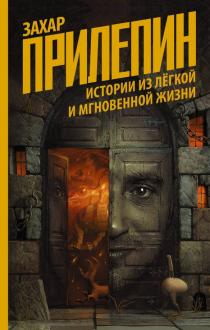 ЗАХАР
ПРИЛЕПИН
ИСТОРИИ ИЗ ЛЁГКОЙ
И МГНОВЕННОЙ ЖИЗНИ